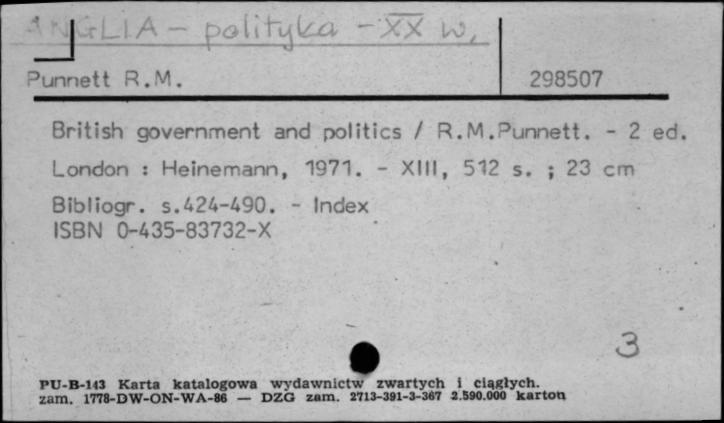 ANGLIA - polityka - XX w.
Punnett R.M. 298507
British government and politics / R.M.Punnett. - 2 ed.
London : Heinemann, 1971. - XIII, 512 s. ; 23 cm
Bibliogr. s.424-490. - Index
ISBN 0-435-83732-X
3
PU-B-143 Karta katalogowa wydawnictw zwartych i ciągłych.
zam. 1778-DW-ON-WA-86 — DZG zam. 2713-391-3-367 2.590.000 karton